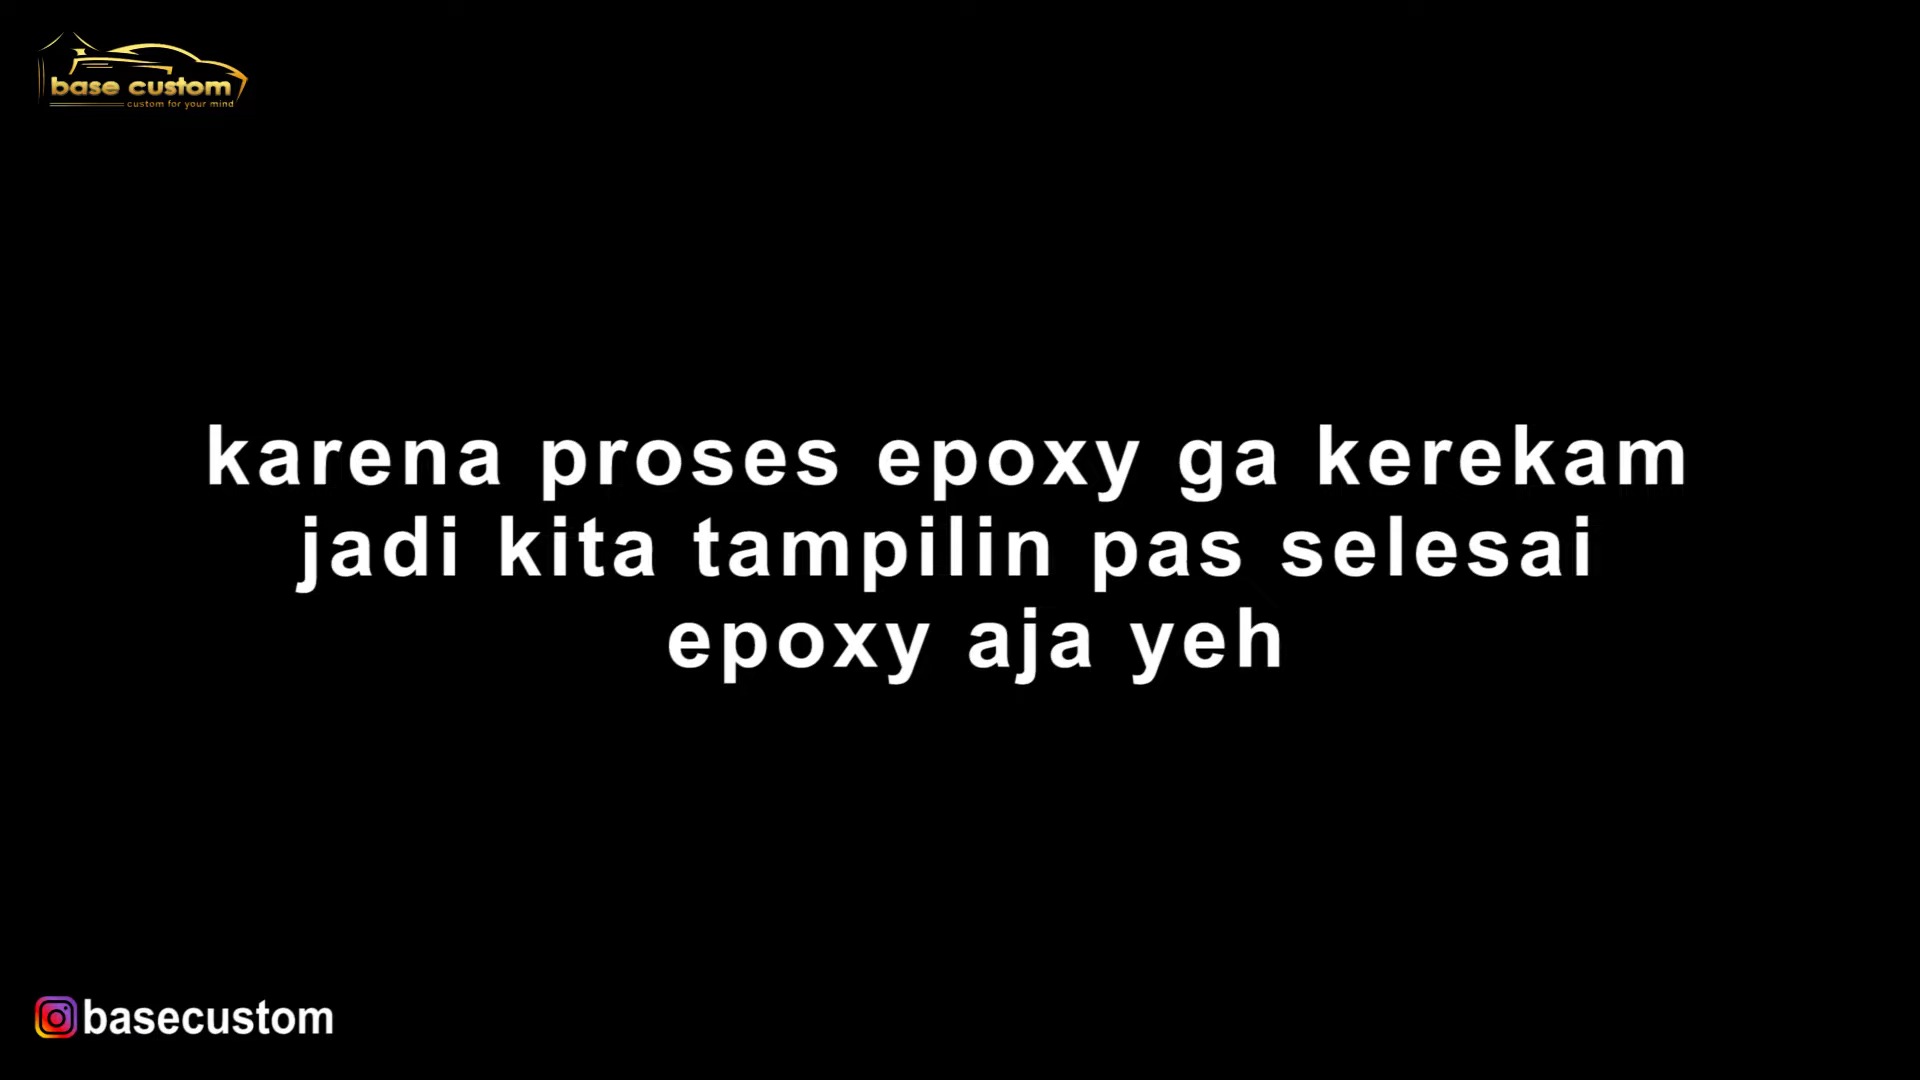 base custom
custom for your mind
karena proses epoxy ga kerekam
jadi kita tampilin pas selesai
epoxy aja yeh
basecustom